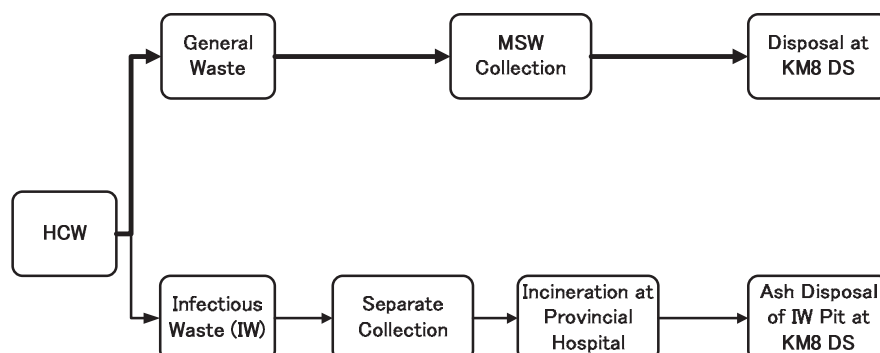 General
Waste
MSW
Collection
Disposal at
KM8 DS
HCW
Infectious
Waste (IW)
Separate
Collection
Incineration at
Provincial
Hospital
Ash Disposal
of IW Pit at
KM8 DS